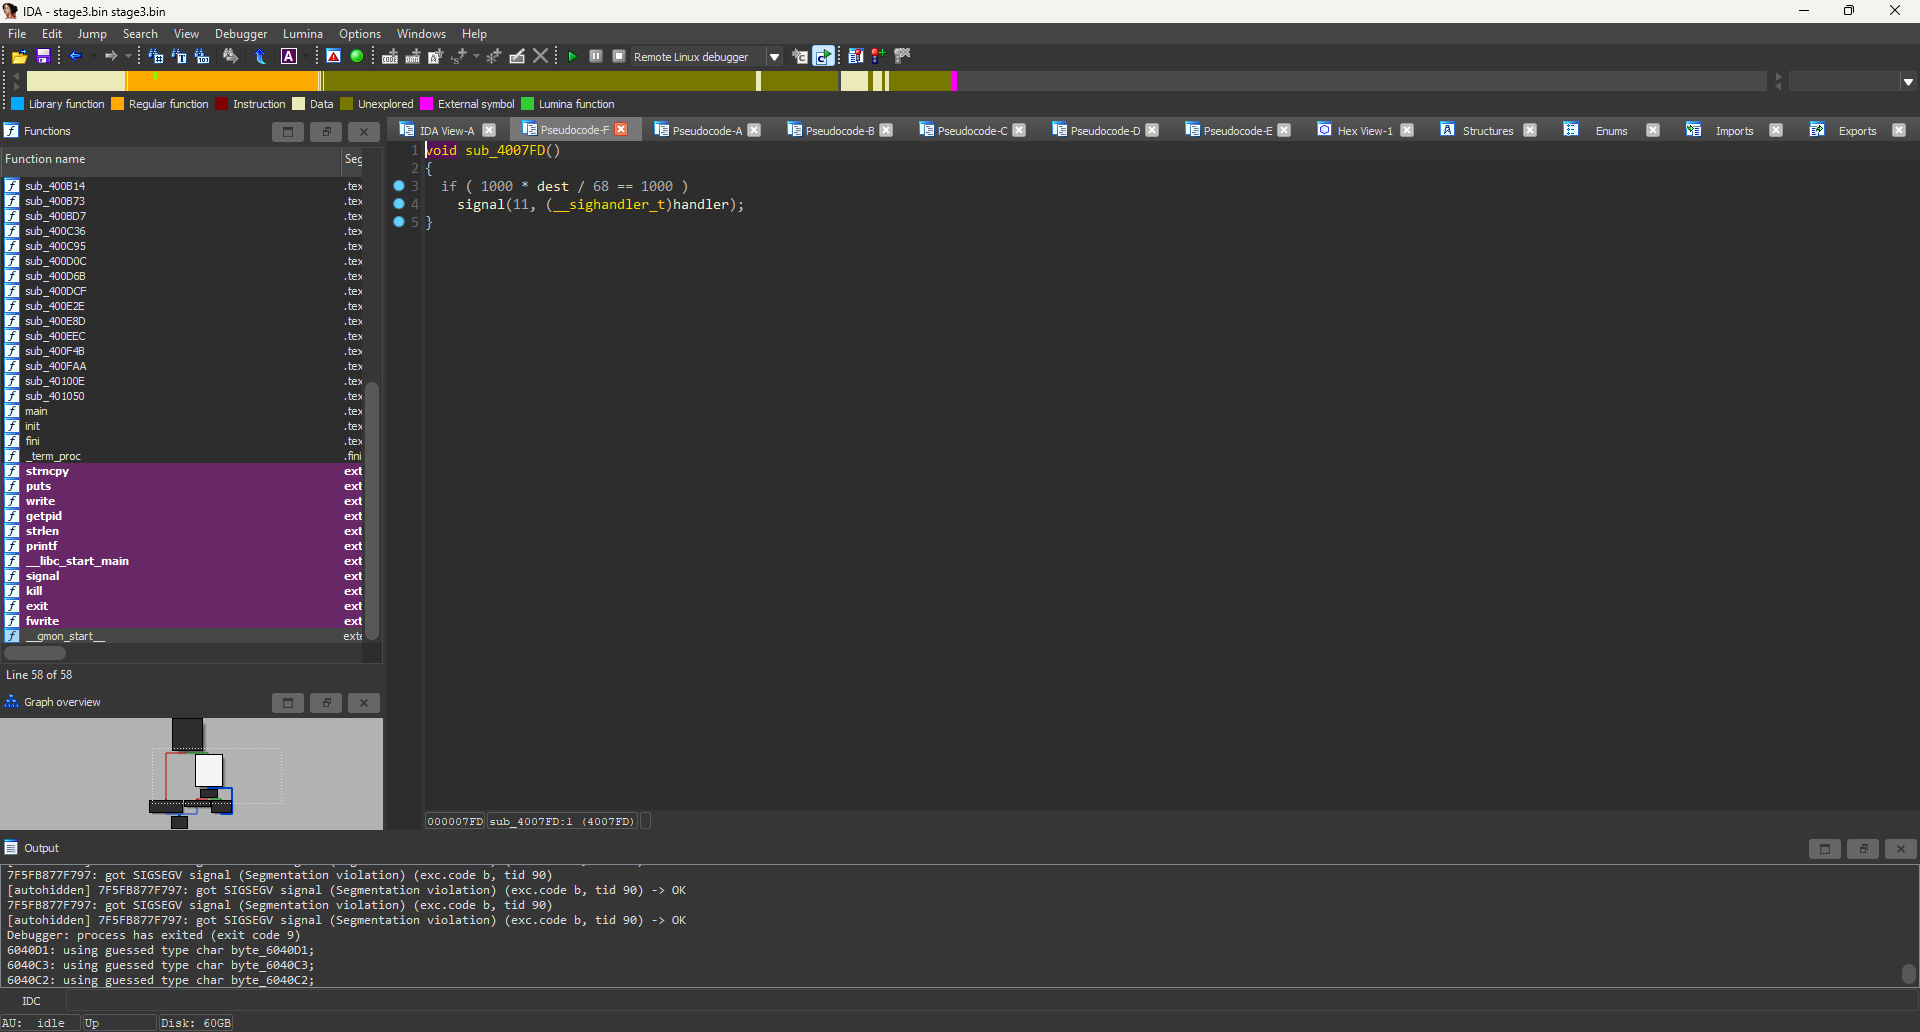 IDA - stage3.bin stage3.bin
File Edit Jump Search View Debugger Lumina Options Windows Help
Remote Linux debugger
Library function Regular function Instruction Data Unexplored External symbol Lumina function
Functions
Function name Seg
sub_400B14 .tex
sub_400B73 .tex
sub_400BD7 .tex
sub_400C36 .tex
sub_400C95 .tex
sub_400D0C .tex
sub_400D6B .tex
sub_400DCF .tex
sub_400E2E .tex
sub_400E8D .tex
sub_400EEC .tex
sub_400F4B .tex
sub_400FAA .tex
sub_40100E .tex
sub_401050 .tex
main .tex
init .tex
fini .tex
_term_proc .fini
strncpy ext
puts ext
write ext
getpid ext
strlen ext
printf ext
__libc_start_main ext
signal ext
kill ext
exit ext
fwrite ext
__gmon_start__ exte
Line 58 of 58
Graph overview
IDA View-A Pseudocode-F Pseudocode-A Pseudocode-B Pseudocode-C Pseudocode-D Pseudocode-E Hex View-1 Structures Enums Imports Exports
1 void sub_4007FD()
2 {
3 if ( 1000 * dest / 68 == 1000 )
4 signal(11, (__sighandler_t)handler);
5 }
000007FD sub_4007FD:1 (4007FD)
Output
7F5FB877F797: got SIGSEGV signal (Segmentation violation) (exc.code b, tid 90)
[autohidden] 7F5FB877F797: got SIGSEGV signal (Segmentation violation) (exc.code b, tid 90) -> OK
7F5FB877F797: got SIGSEGV signal (Segmentation violation) (exc.code b, tid 90)
[autohidden] 7F5FB877F797: got SIGSEGV signal (Segmentation violation) (exc.code b, tid 90) -> OK
Debugger: process has exited (exit code 9)
6040D1: using guessed type char byte_6040D1;
6040C3: using guessed type char byte_6040C3;
6040C2: using guessed type char byte_6040C2;
IDC
AU: idle Up Disk: 60GB